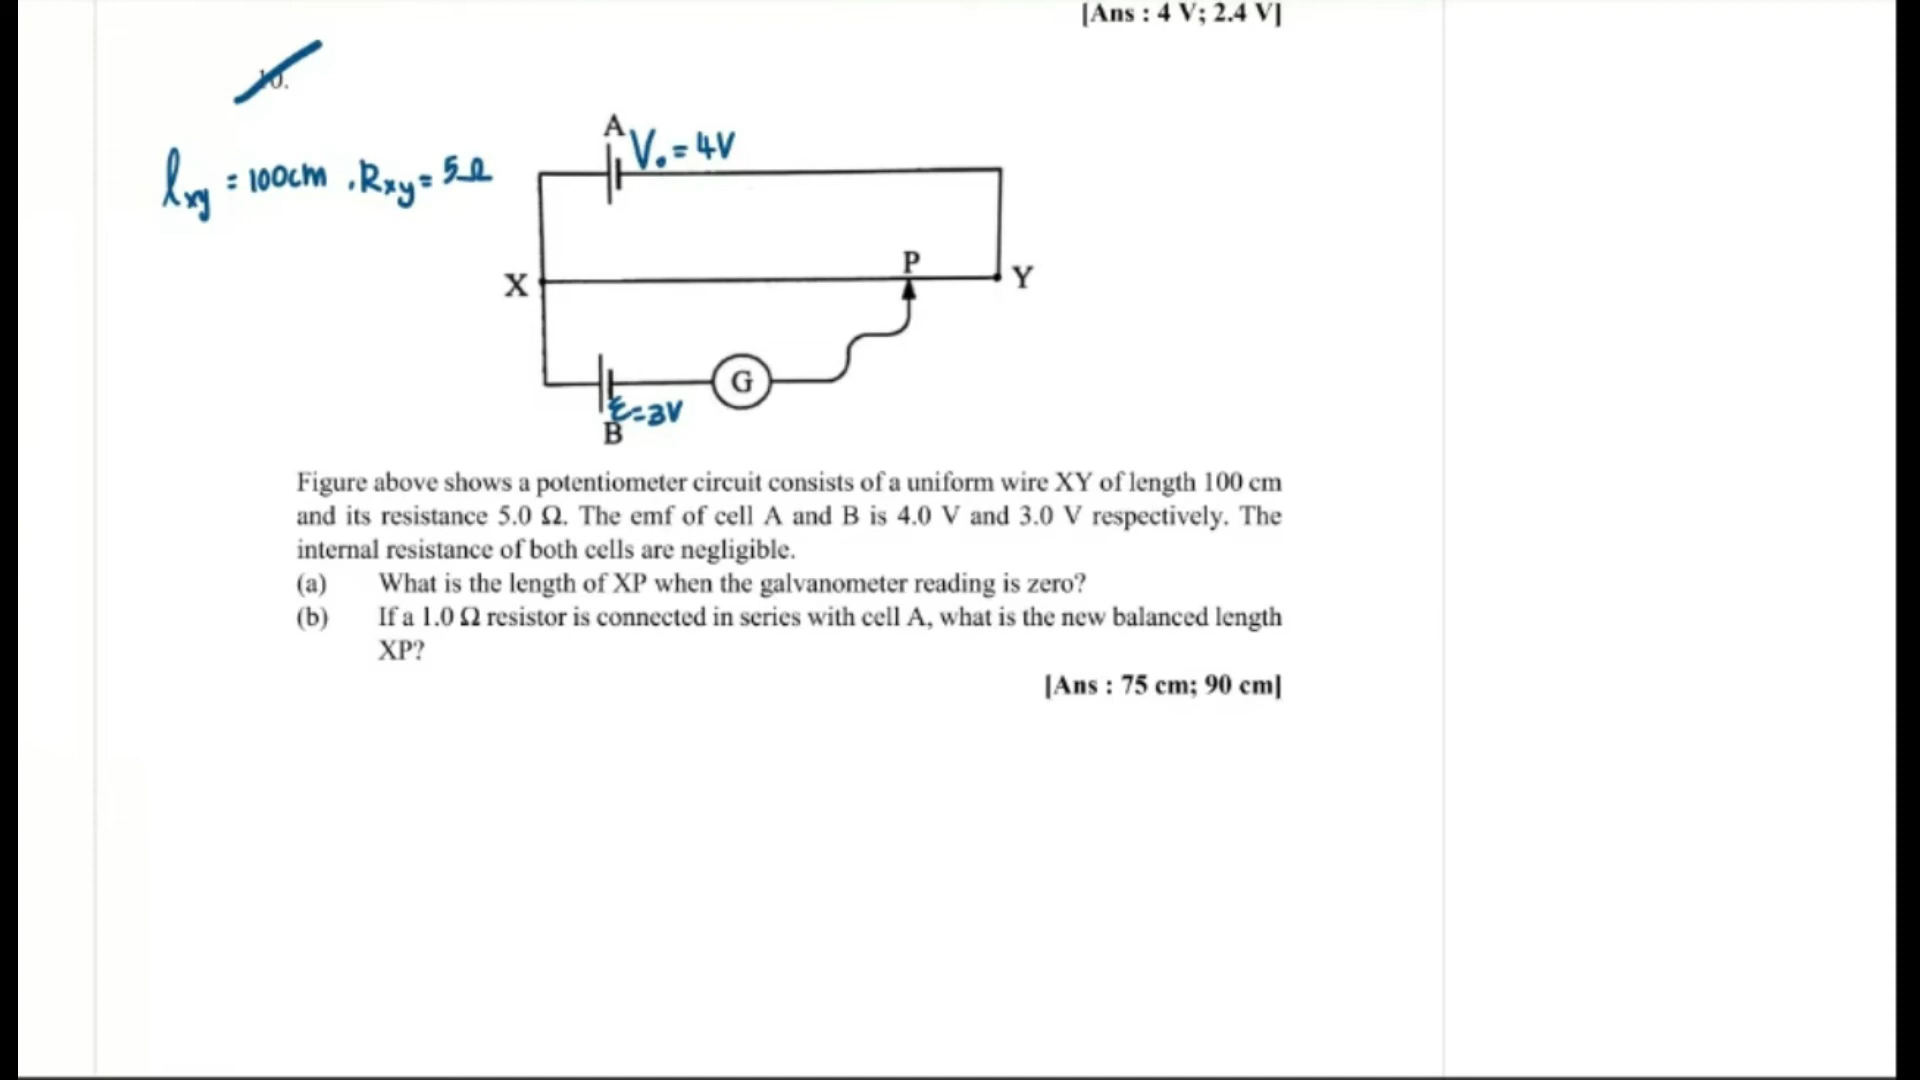 [Ans : 4 V; 2.4 V]
10.
A
V₀ = 4V
lxy = 100cm , Rxy = 5Ω
P
X
Y
G
ε=3V
B
Figure above shows a potentiometer circuit consists of a uniform wire XY of length 100 cm
and its resistance 5.0 Ω. The emf of cell A and B is 4.0 V and 3.0 V respectively. The
internal resistance of both cells are negligible.
(a) What is the length of XP when the galvanometer reading is zero?
(b) If a 1.0 Ω resistor is connected in series with cell A, what is the new balanced length
XP?
[Ans : 75 cm; 90 cm]